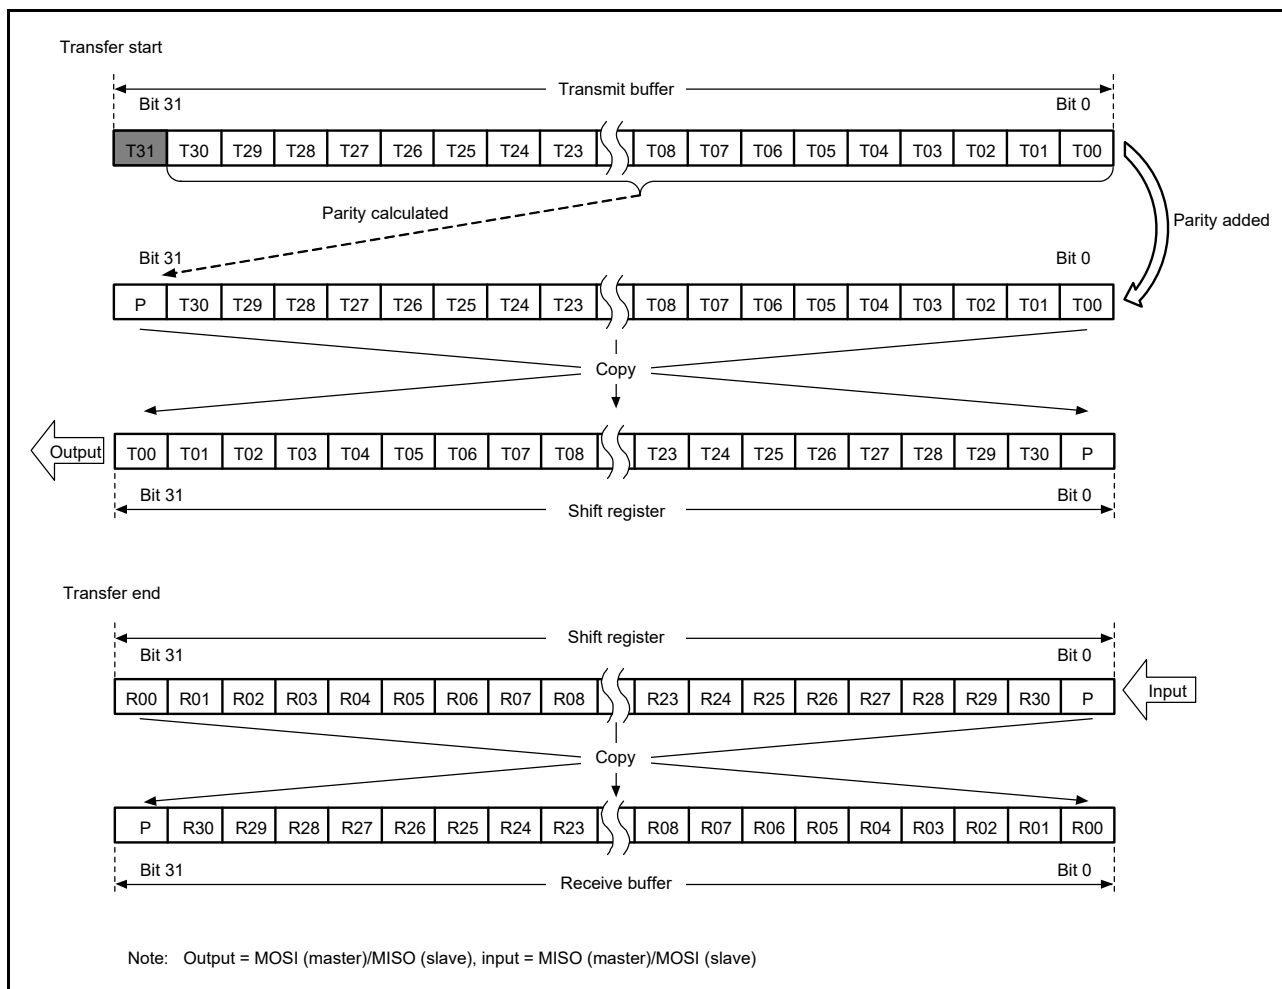 Transfer start
Transmit buffer
Bit 31 Bit 0
T31 T30 T29 T28 T27 T26 T25 T24 T23 T08 T07 T06 T05 T04 T03 T02 T01 T00
Parity calculated
Parity added
Bit 31 Bit 0
P T30 T29 T28 T27 T26 T25 T24 T23 T08 T07 T06 T05 T04 T03 T02 T01 T00
Copy
Output T00 T01 T02 T03 T04 T05 T06 T07 T08 T23 T24 T25 T26 T27 T28 T29 T30 P
Bit 31 Bit 0
Shift register
Transfer end
Shift register
Bit 31 Bit 0
R00 R01 R02 R03 R04 R05 R06 R07 R08 R23 R24 R25 R26 R27 R28 R29 R30 P Input
Copy
P R30 R29 R28 R27 R26 R25 R24 R23 R08 R07 R06 R05 R04 R03 R02 R01 R00
Bit 31 Bit 0
Receive buffer
Note: Output = MOSI (master)/MISO (slave), input = MISO (master)/MOSI (slave)